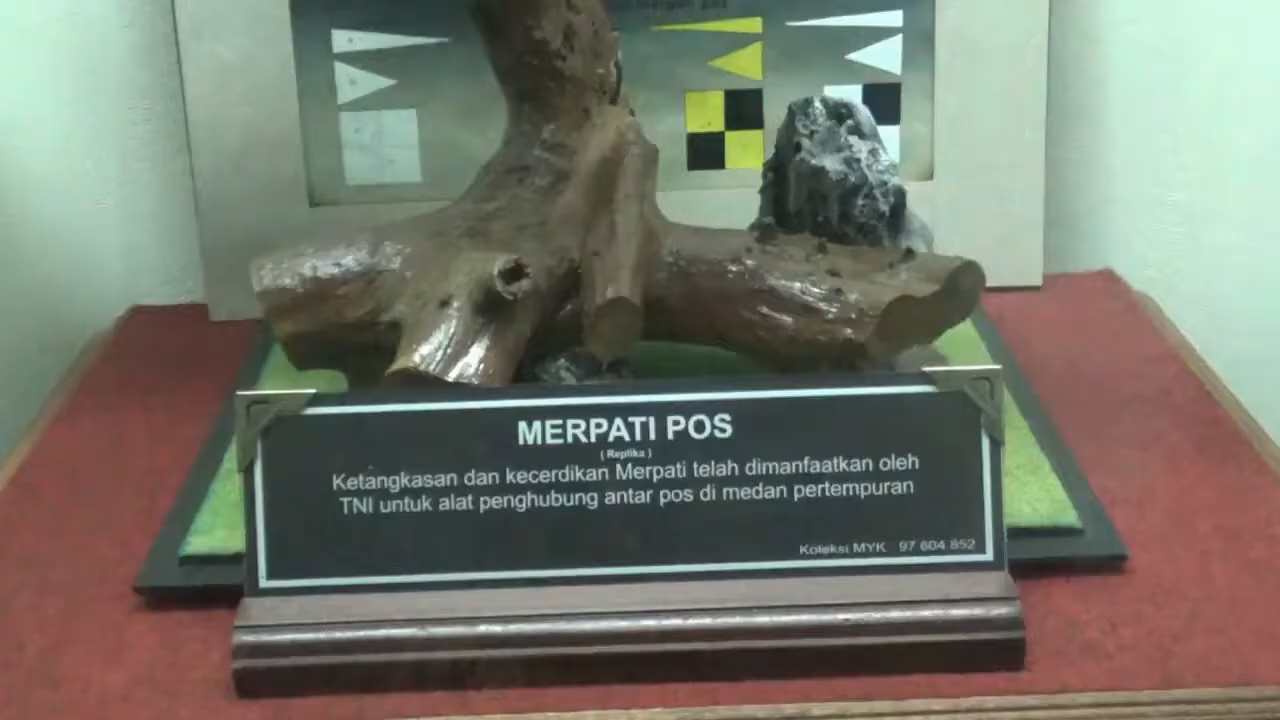 MERPATI POS
( Replika )
Ketangkasan dan kecerdikan Merpati telah dimanfaatkan oleh
TNI untuk alat penghubung antar pos di medan pertempuran
Koleksi MYK 97 604 852